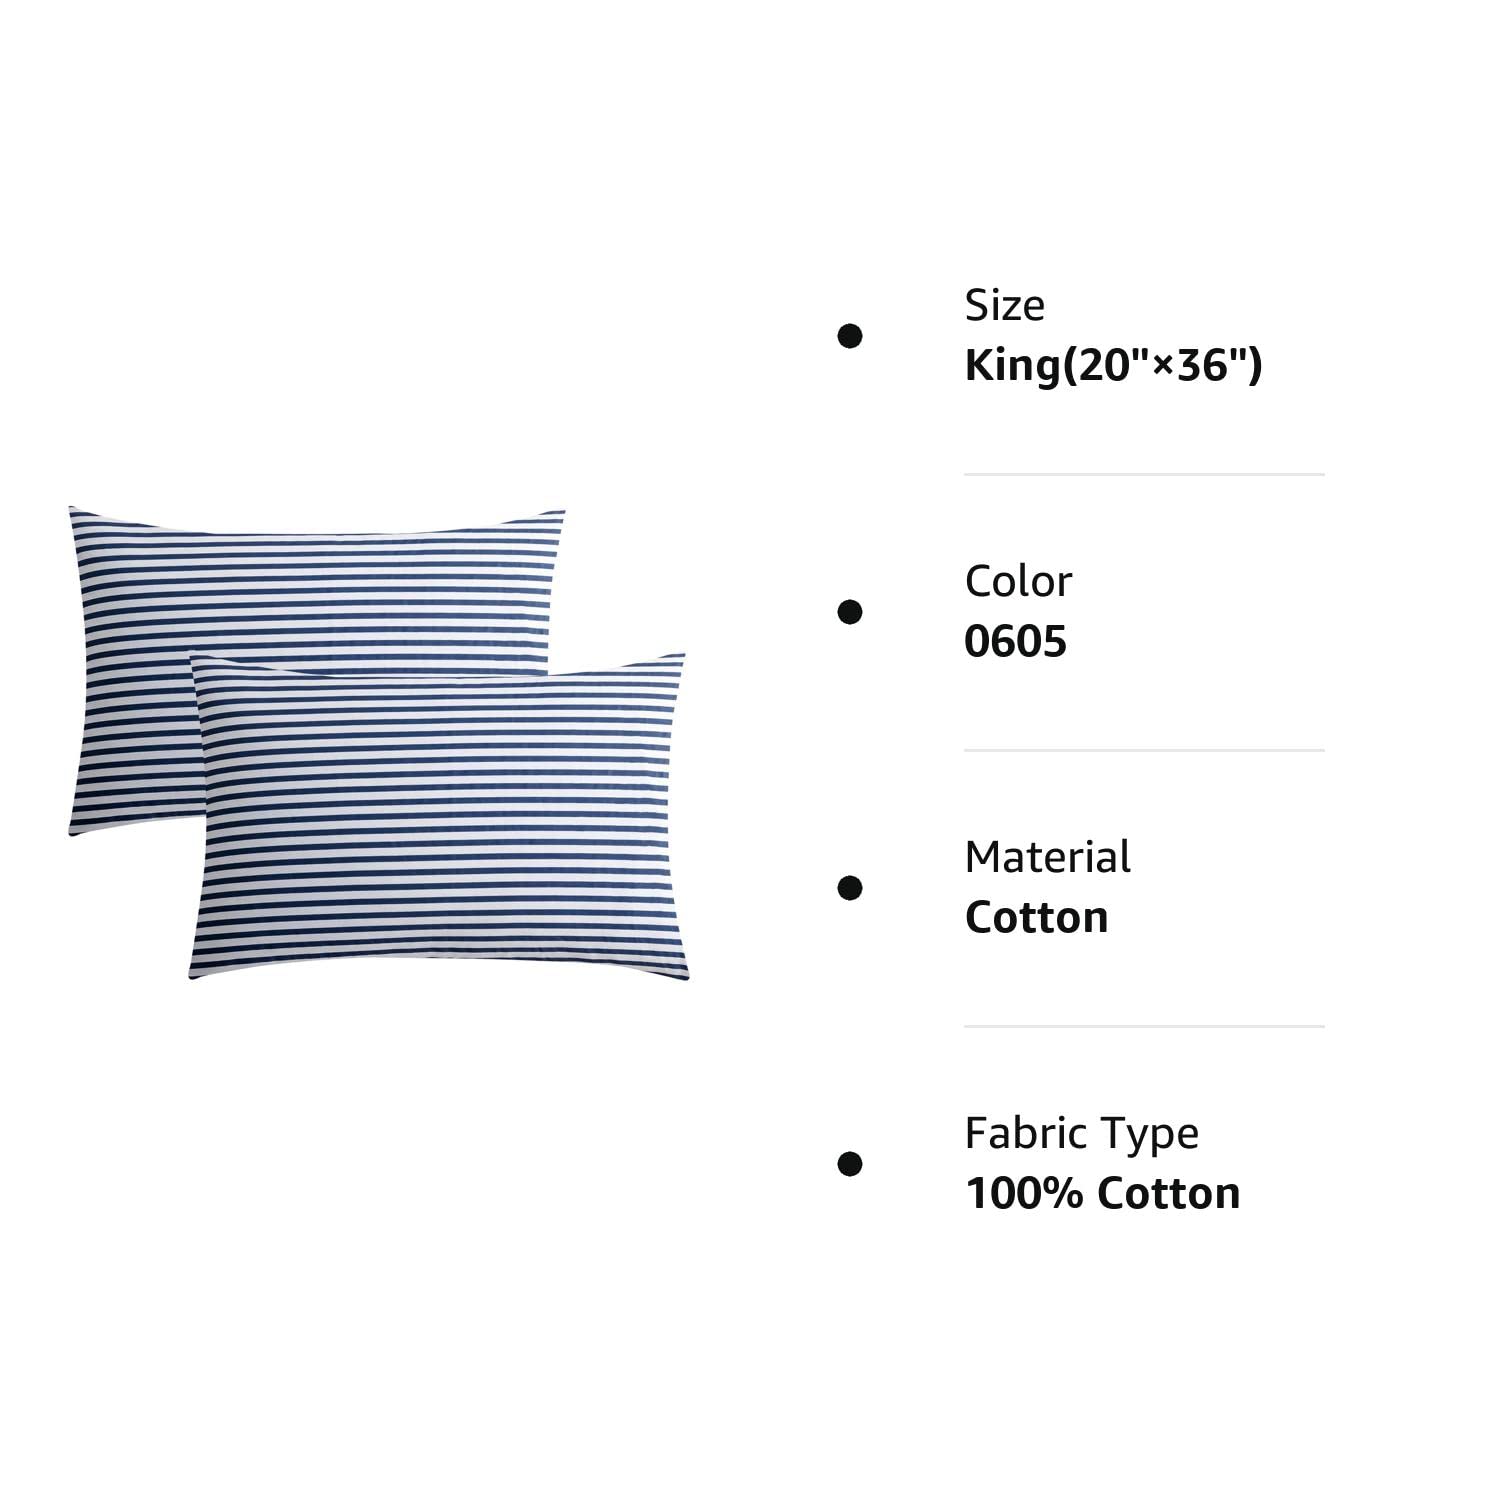 Size
King(20"×36")
Color
0605
Material
Cotton
Fabric Type
100% Cotton